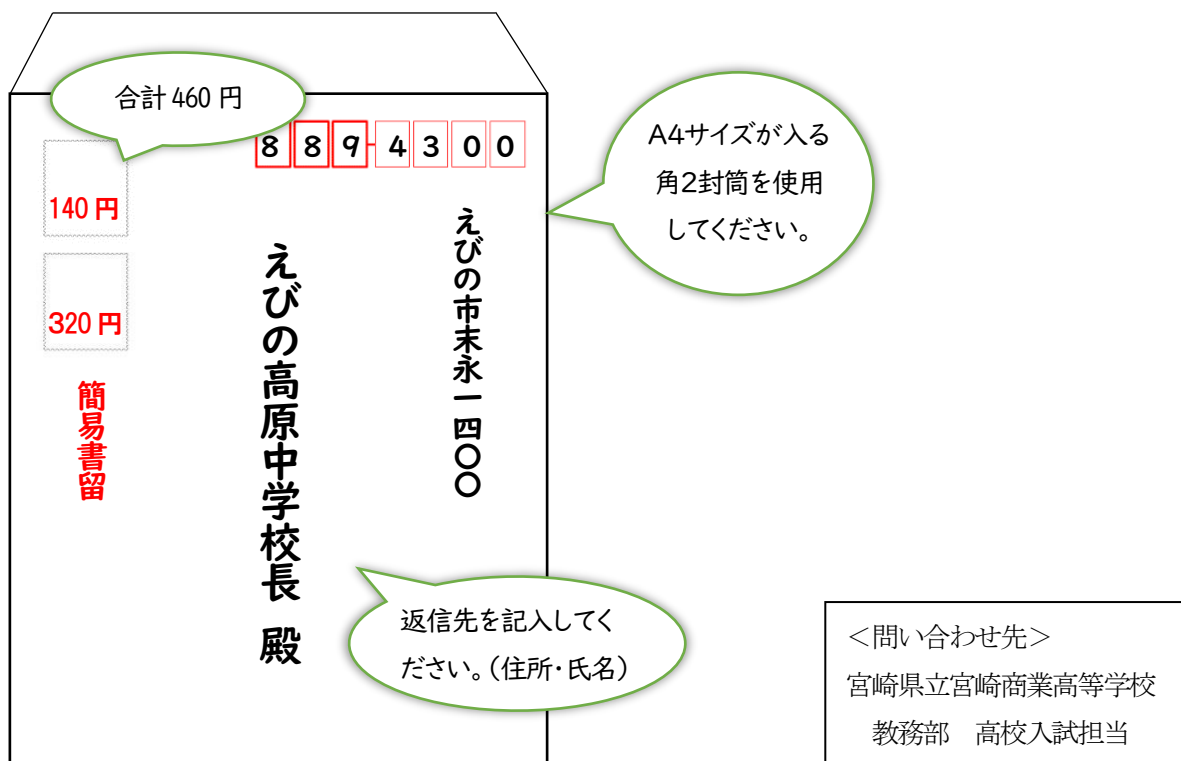 合計460円
889-4300
A4サイズが入る
角2封筒を使用
してください。
140円
320円
簡易書留
えびの市末永一四〇〇
えびの高原中学校長 殿
返信先を記入してく
ださい。(住所・氏名)
<問い合わせ先>
宮崎県立宮崎商業高等学校
教務部 高校入試担当